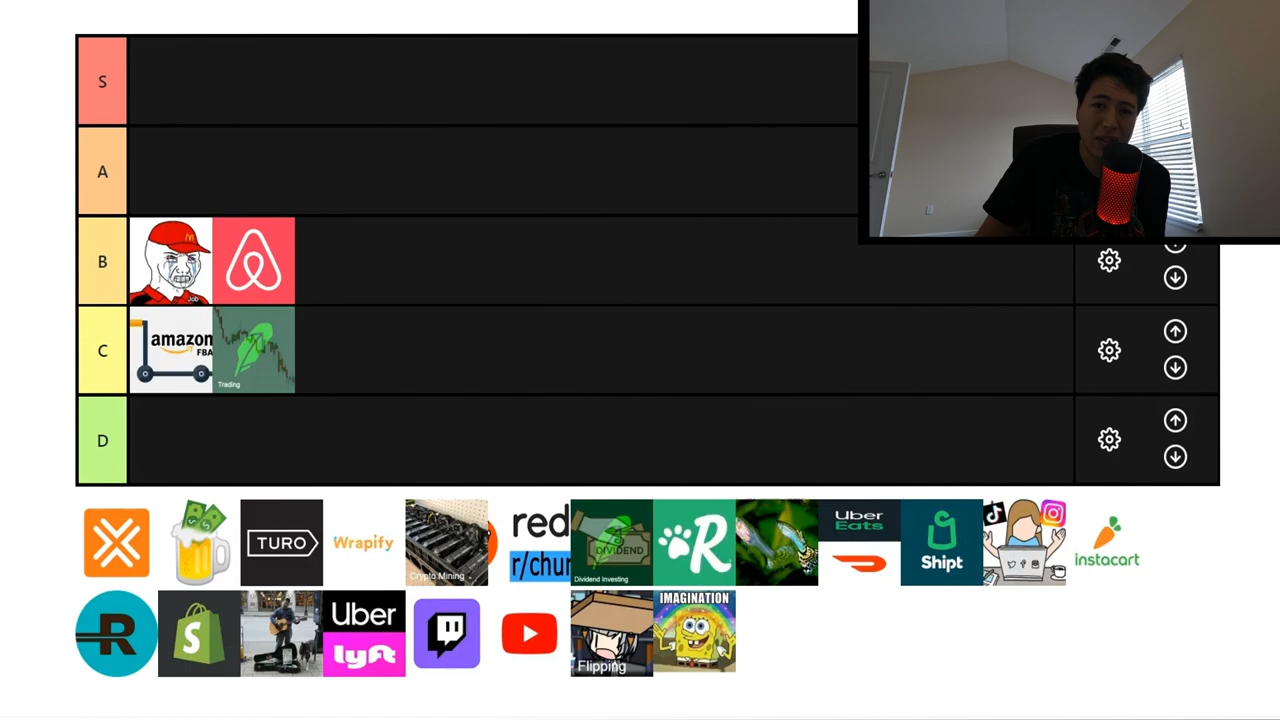 S
A
B
Job
C
amazon
FBA
Trading
D
TURO
Wrapify
Crypto Mining
red
r/chur
DIVIDEND
Dividend Investing
R
Uber
Eats
Shipt
instacart
R
S
Uber
lyft
Flipping
IMAGINATION